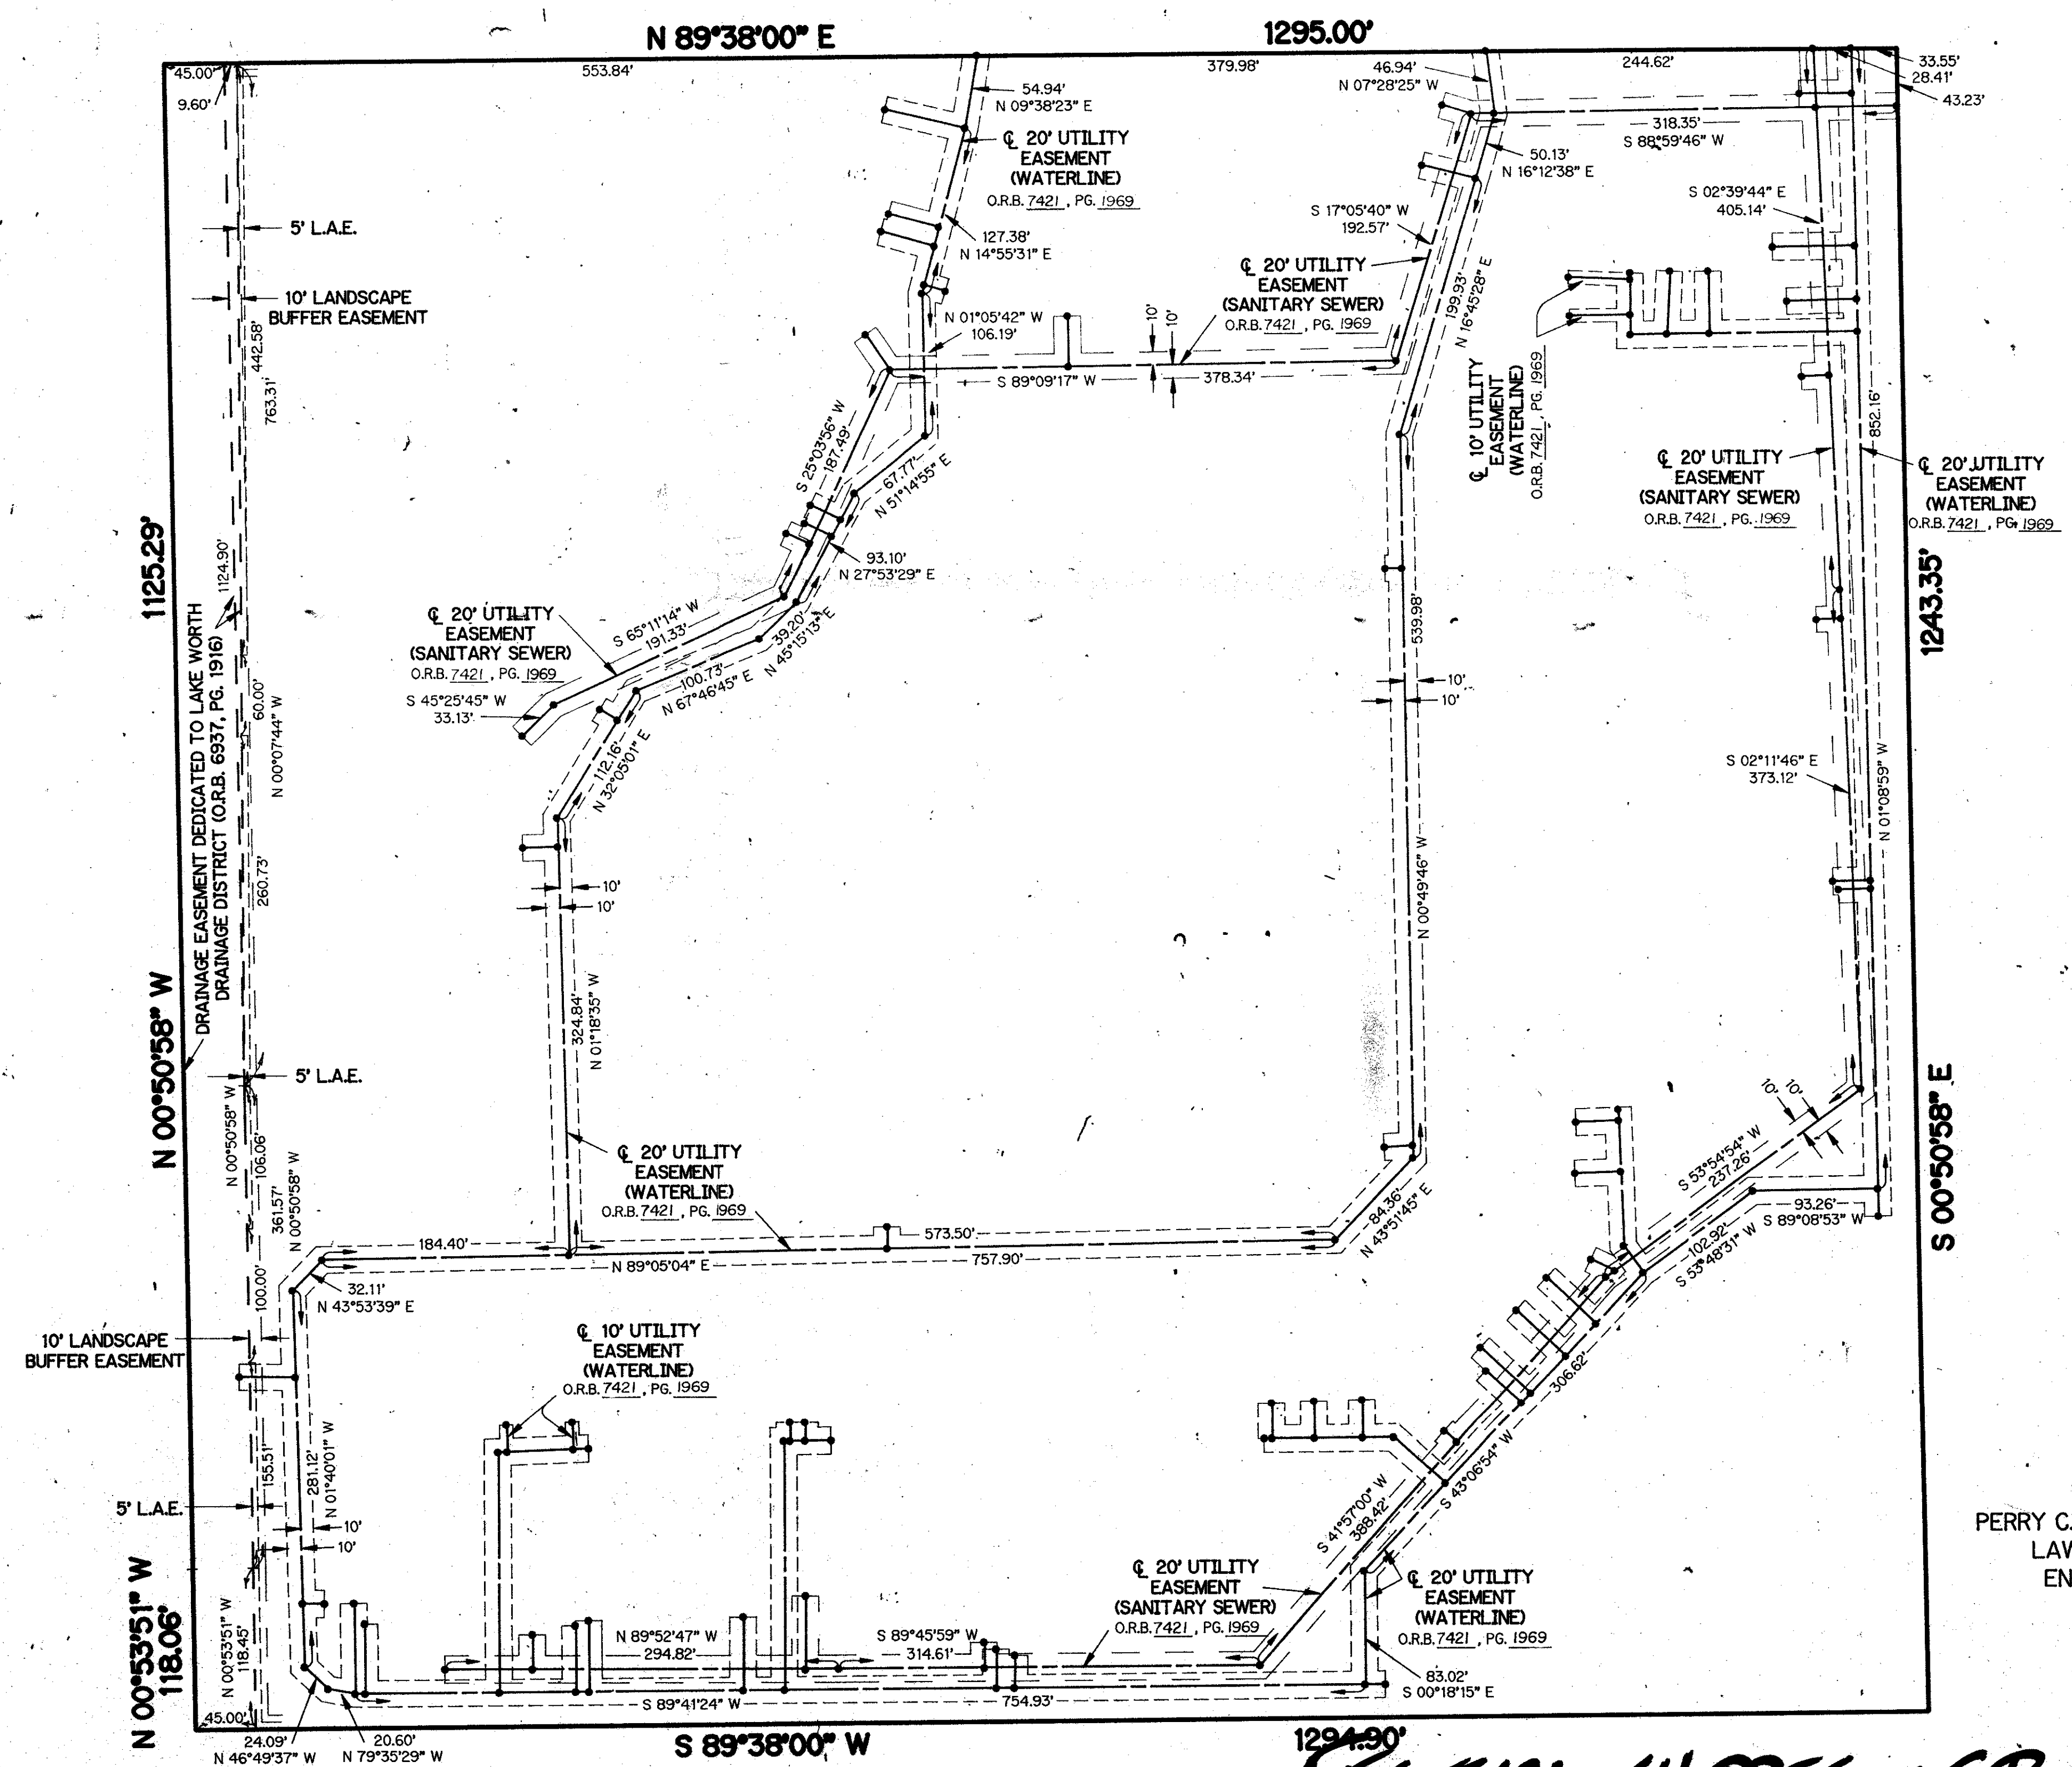 N 89°38'00" E
1295.00'
45.00'
9.60'
553.84'
54.94'
N 09°38'23" E
379.98'
46.94'
N 07°28'25" W
244.62'
33.55'
28.41'
43.23'
℄ 20' UTILITY
EASEMENT
(WATERLINE)
O.R.B. 7421, PG. 1969
318.35'
S 88°59'46" W
50.13'
N 16°12'38" E
5' L.A.E.
127.38'
N 14°55'31" E
S 17°05'40" W
192.57'
S 02°39'44" E
405.14'
10' LANDSCAPE
BUFFER EASEMENT
℄ 20' UTILITY
EASEMENT
(SANITARY SEWER)
O.R.B. 7421, PG. 1969
199.93'
N 16°45'28" E
N 01°05'42" W
106.19'
10'
10'
442.58'
763.31'
S 89°09'17" W
378.34'
℄ 10' UTILITY
EASEMENT
(WATERLINE)
O.R.B. 7421, PG. 1969
852.16'
S 25°03'56" W
187.49'
67.77'
N 51°14'55" E
℄ 20' UTILITY
EASEMENT
(SANITARY SEWER)
O.R.B. 7421, PG. 1969
℄ 20' UTILITY
EASEMENT
(WATERLINE)
O.R.B. 7421, PG. 1969
1125.29'
1124.90'
93.10'
N 27°53'29" E
1243.35'
℄ 20' UTILITY
EASEMENT
(SANITARY SEWER)
O.R.B. 7421, PG. 1969
S 65°11'14" W
191.33'
39.20'
N 45°15'13" E
539.98'
S 45°25'45" W
33.13'
100.73'
N 67°46'45" E
10'
10'
DRAINAGE EASEMENT DEDICATED TO LAKE WORTH
DRAINAGE DISTRICT (O.R.B. 6937, PG. 1916)
60.00'
N 00°07'44" W
112.16'
N 32°05'01" E
S 02°11'46" E
373.12'
N 01°08'59" W
260.73'
10'
10'
N 00°49'46" W
N 00°50'58" W
324.84'
N 01°18'35" W
5' L.A.E.
S 00°50'58" E
N 00°50'58" W
106.06'
10'
10'
S 53°54'54" W
237.26'
361.57'
N 00°50'58" W
℄ 20' UTILITY
EASEMENT
(WATERLINE)
O.R.B. 7421, PG. 1969
84.36'
N 43°51'45" E
93.26'
S 89°08'53" W
102.92'
S 53°48'31" W
184.40'
573.50'
N 89°05'04" E
757.90'
100.00'
32.11'
N 43°53'39" E
10' LANDSCAPE
BUFFER EASEMENT
℄ 10' UTILITY
EASEMENT
(WATERLINE)
O.R.B. 7421, PG. 1969
306.62'
S 43°06'54" W
155.51'
281.12'
N 01°40'01" W
5' L.A.E.
10'
10'
S 41°57'00" W
388.42'
PERRY C.
LAW
EN
℄ 20' UTILITY
EASEMENT
(SANITARY SEWER)
O.R.B. 7421, PG. 1969
℄ 20' UTILITY
EASEMENT
(WATERLINE)
O.R.B. 7421, PG. 1969
N 00°53'51" W
118.06'
N 00°53'51" W
118.45'
N 89°52'47" W
294.82'
S 89°45'59" W
314.61'
83.02'
S 00°18'15" E
S 89°41'24" W
754.93'
45.00'
24.09'
N 46°49'37" W
20.60'
N 79°35'29" W
S 89°38'00" W
1294.90'